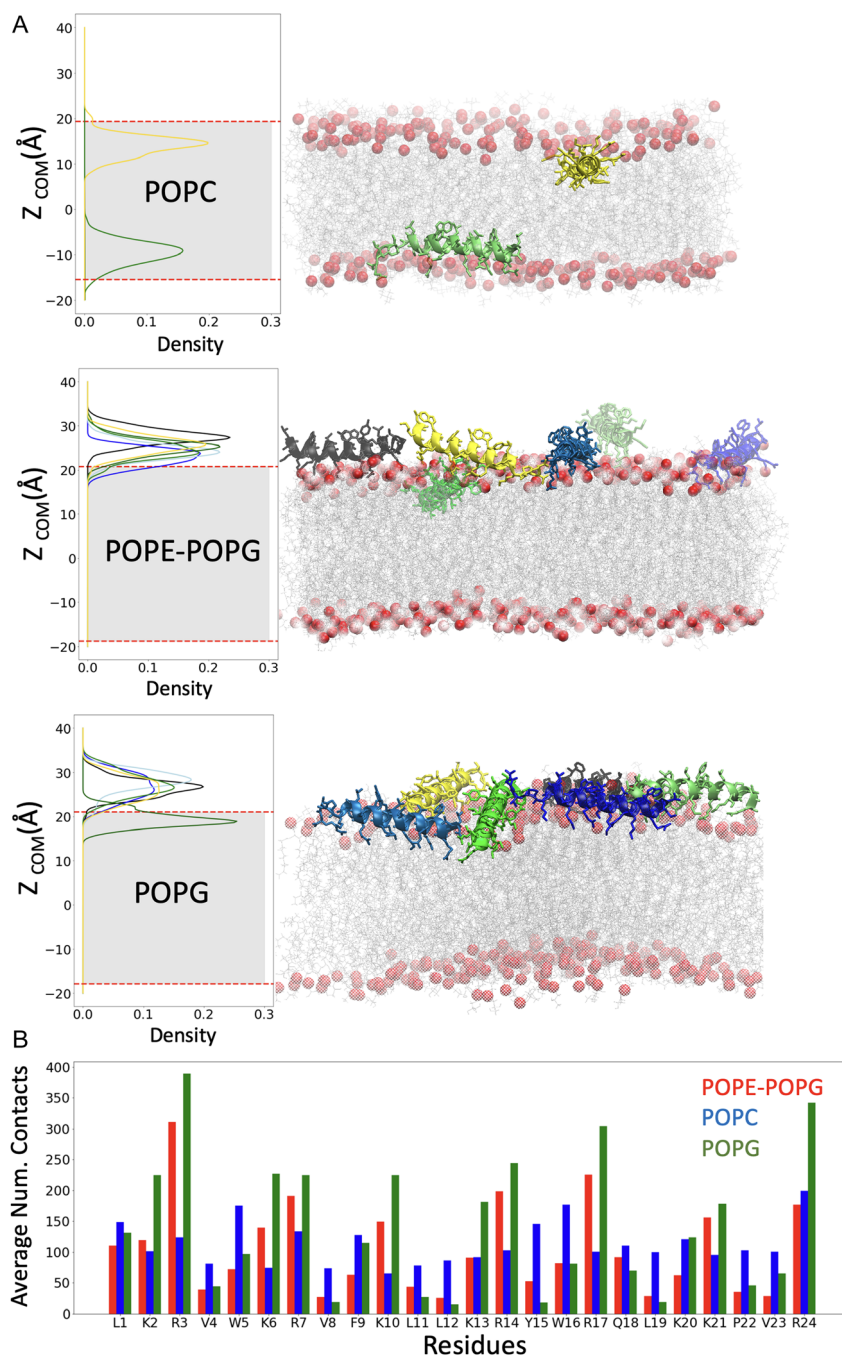 A
40
30
20
10
0
−10
−20
Z COM(Å)
POPC
0.0 0.1 0.2 0.3
Density
40
30
20
10
0
−10
−20
Z COM(Å)
POPE-POPG
0.0 0.1 0.2 0.3
Density
40
30
20
10
0
−10
−20
Z COM(Å)
POPG
0.0 0.1 0.2 0.3
Density
B
400
350
300
250
200
150
100
50
0
Average Num. Contacts
POPE-POPG
POPC
POPG
L1 K2 R3 V4 W5 K6 R7 V8 F9 K10 L11 L12 K13 R14 Y15 W16 R17 Q18 L19 K20 K21 P22 V23 R24
Residues